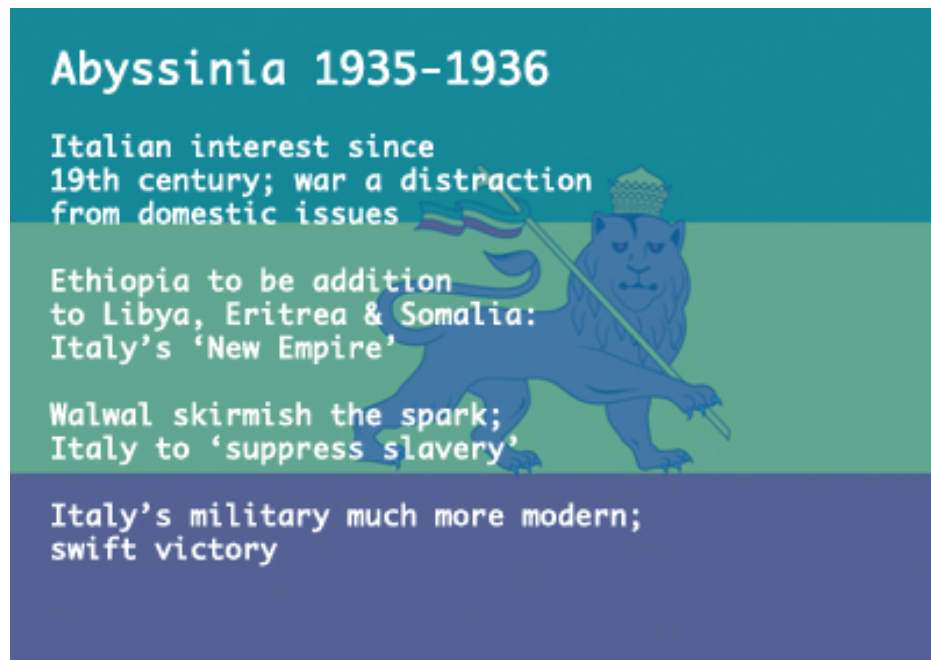 Abyssinia 1935-1936
Italian interest since
19th century; war a distraction
from domestic issues
Ethiopia to be addition
to Libya, Eritrea & Somalia:
Italy’s ‘New Empire’
Walwal skirmish the spark;
Italy to ‘suppress slavery’
Italy’s military much more modern;
swift victory